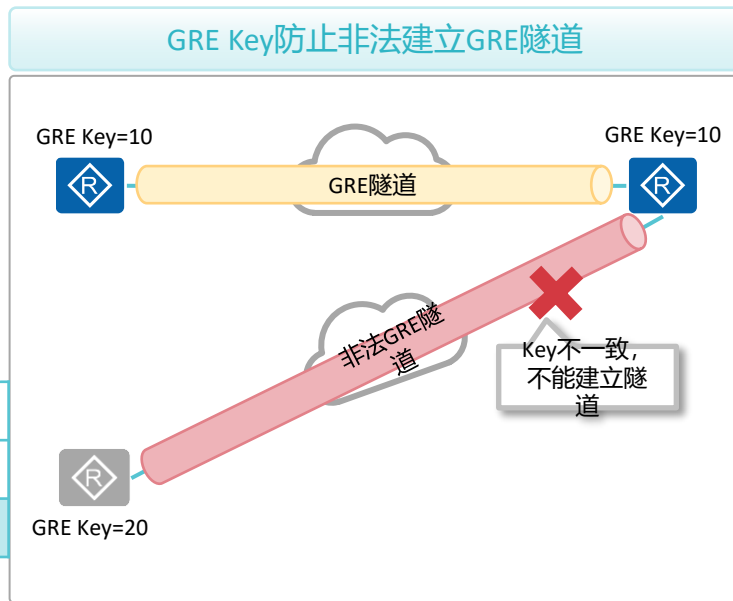 GRE Key防止非法建立GRE隧道
GRE Key=10
GRE Key=10
R
GRE隧道
R
非法GRE隧
道
Key不一致，
不能建立隧
道
R
GRE Key=20